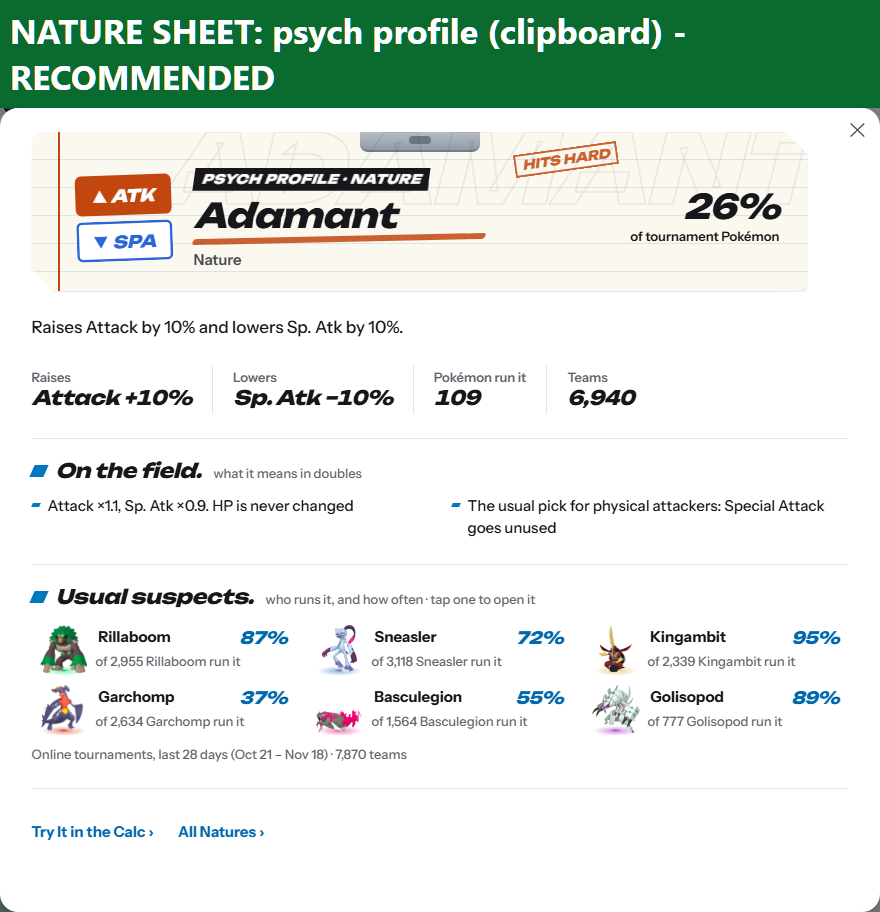 NATURE SHEET: psych profile (clipboard) -
RECOMMENDED
ADAMANT
HITS HARD
▲ ATK
▼ SPA
PSYCH PROFILE · NATURE
Adamant
Nature
26%
of tournament Pokémon
Raises Attack by 10% and lowers Sp. Atk by 10%.
Raises
Attack +10%
Lowers
Sp. Atk −10%
Pokémon run it
109
Teams
6,940
On the field. what it means in doubles
Attack ×1.1, Sp. Atk ×0.9. HP is never changed
The usual pick for physical attackers: Special Attack
goes unused
Usual suspects. who runs it, and how often · tap one to open it
Rillaboom 87%
of 2,955 Rillaboom run it
Sneasler 72%
of 3,118 Sneasler run it
Kingambit 95%
of 2,339 Kingambit run it
Garchomp 37%
of 2,634 Garchomp run it
Basculegion 55%
of 1,564 Basculegion run it
Golisopod 89%
of 777 Golisopod run it
Online tournaments, last 28 days (Oct 21 – Nov 18) · 7,870 teams
Try It in the Calc ›
All Natures ›